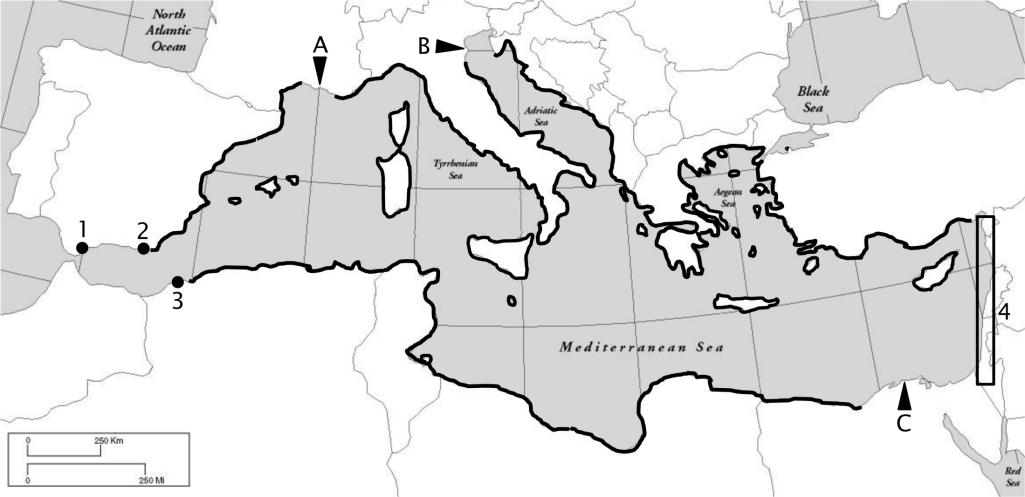 North
Atlantic
Ocean
A
B
Black
Sea
Adriatic
Sea
Tyrrhenian
Sea
Aegean
Sea
1
2
3
4
Mediterranean Sea
C
0 250 Km
0 250 Mi
Red
Sea